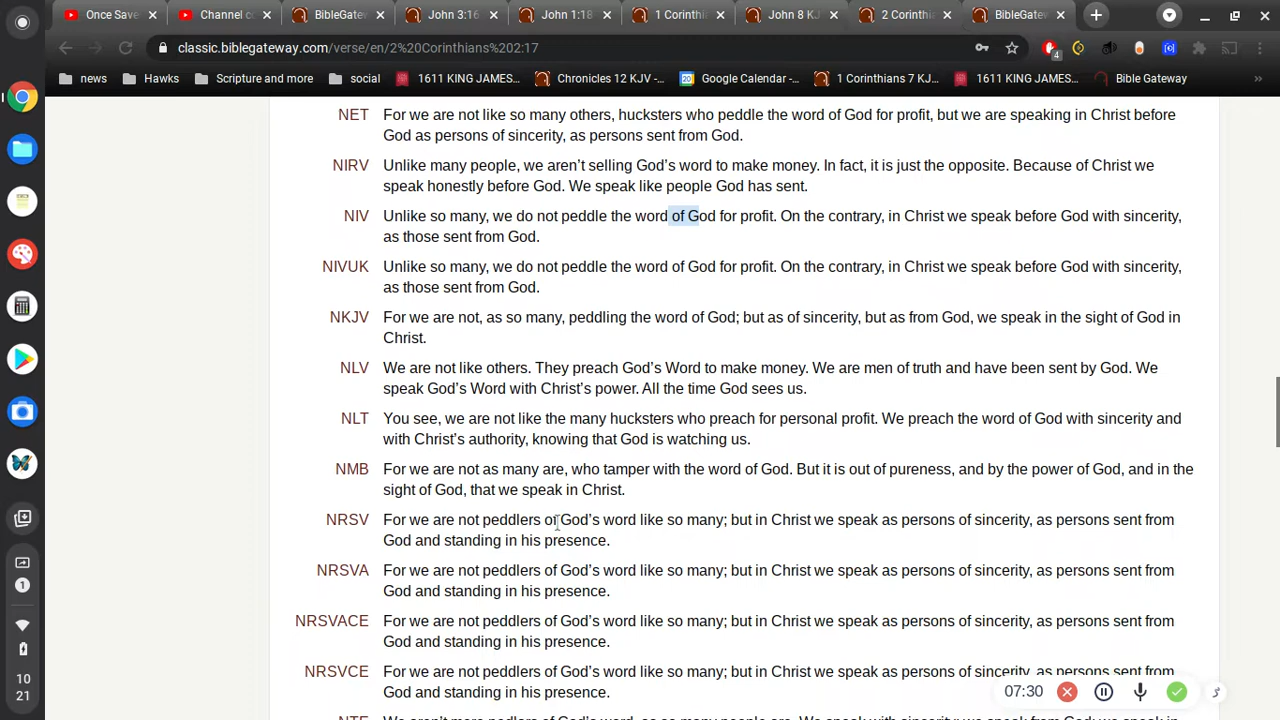 Once Save
Channel co
BibleGatew
John 3:16
John 1:18
1 Corinthi
John 8 KJ
2 Corinthi
BibleGatew
classic.biblegateway.com/verse/en/2%20Corinthians%202:17
4
news
Hawks
Scripture and more
social
1611 KING JAMES...
Chronicles 12 KJV -...
Google Calendar -...
1 Corinthians 7 KJ...
1611 KING JAMES...
Bible Gateway
»
NET For we are not like so many others, hucksters who peddle the word of God for profit, but we are speaking in Christ before
God as persons of sincerity, as persons sent from God.
NIRV Unlike many people, we aren’t selling God’s word to make money. In fact, it is just the opposite. Because of Christ we
speak honestly before God. We speak like people God has sent.
NIV Unlike so many, we do not peddle the word of God for profit. On the contrary, in Christ we speak before God with sincerity,
as those sent from God.
NIVUK Unlike so many, we do not peddle the word of God for profit. On the contrary, in Christ we speak before God with sincerity,
as those sent from God.
NKJV For we are not, as so many, peddling the word of God; but as of sincerity, but as from God, we speak in the sight of God in
Christ.
NLV We are not like others. They preach God’s Word to make money. We are men of truth and have been sent by God. We
speak God’s Word with Christ’s power. All the time God sees us.
NLT You see, we are not like the many hucksters who preach for personal profit. We preach the word of God with sincerity and
with Christ’s authority, knowing that God is watching us.
NMB For we are not as many are, who tamper with the word of God. But it is out of pureness, and by the power of God, and in the
sight of God, that we speak in Christ.
NRSV For we are not peddlers of God’s word like so many; but in Christ we speak as persons of sincerity, as persons sent from
God and standing in his presence.
NRSVA For we are not peddlers of God’s word like so many; but in Christ we speak as persons of sincerity, as persons sent from
God and standing in his presence.
NRSVACE For we are not peddlers of God’s word like so many; but in Christ we speak as persons of sincerity, as persons sent from
God and standing in his presence.
NRSVCE For we are not peddlers of God’s word like so many; but in Christ we speak as persons of sincerity, as persons sent from
God and standing in his presence.
07:30
1
10
21